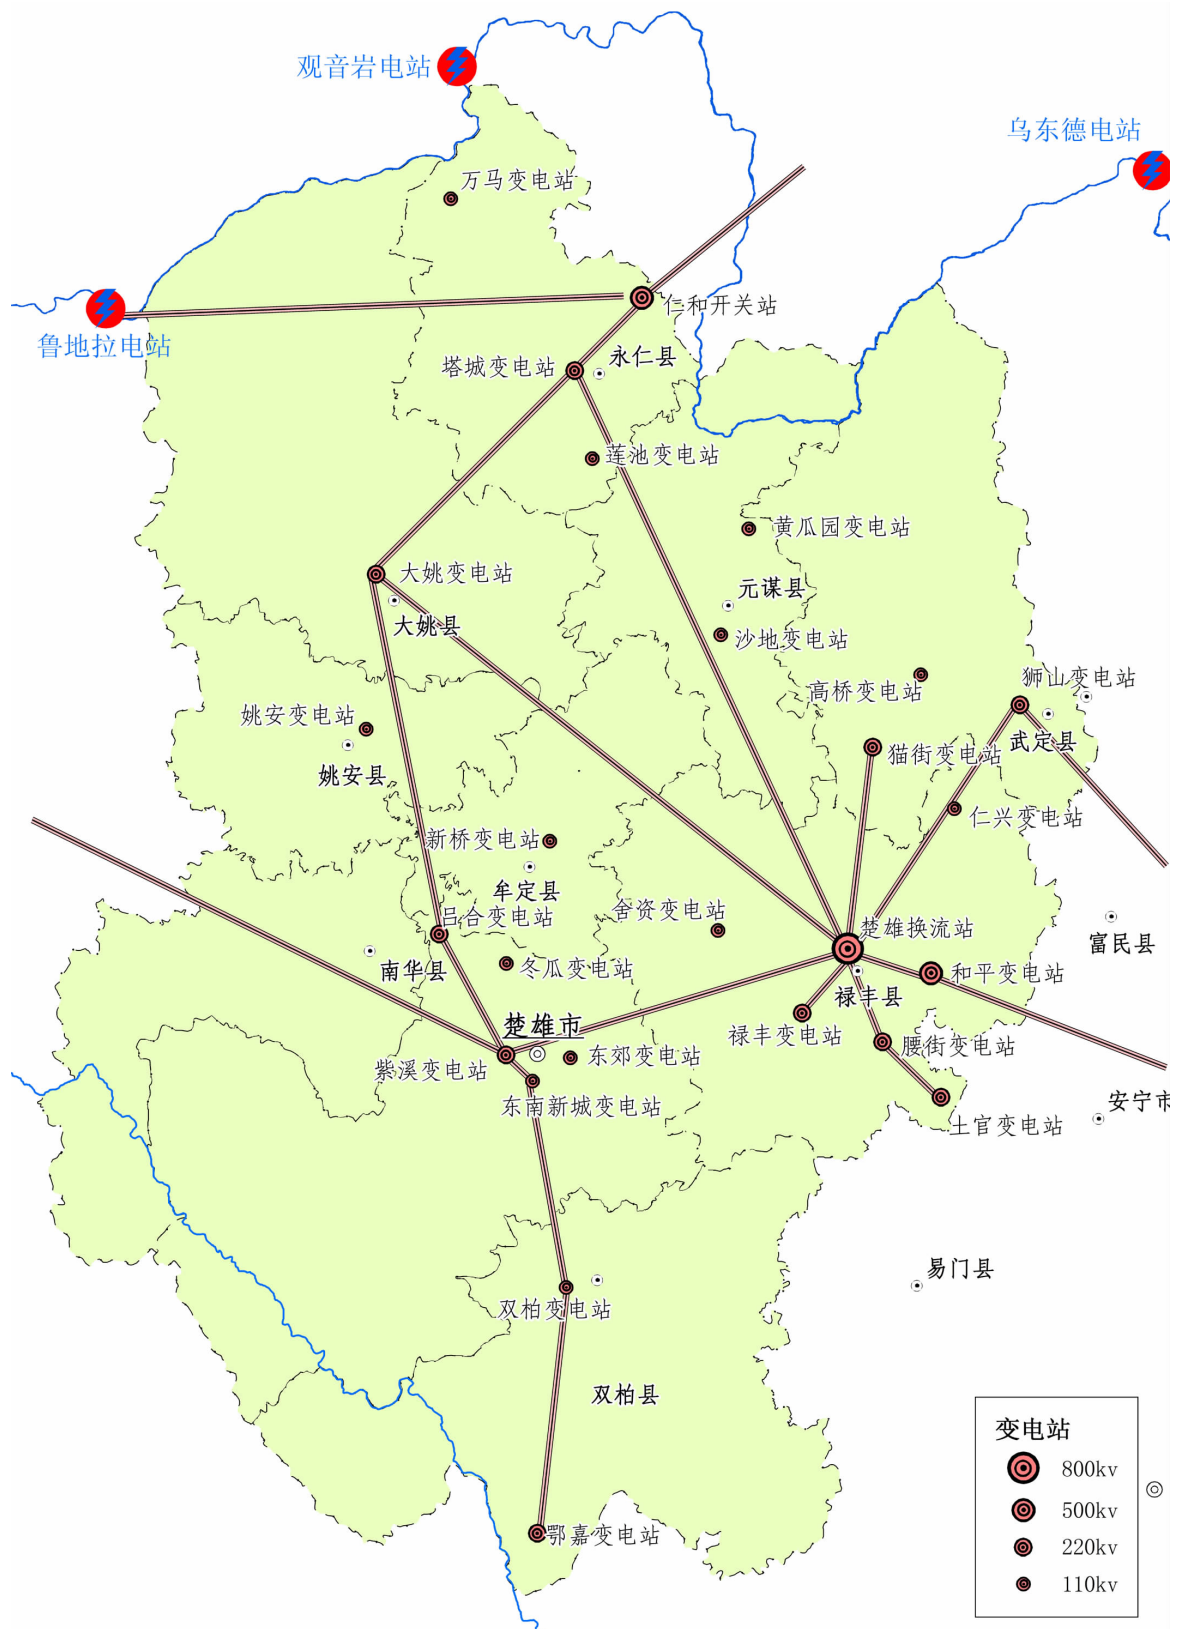 观音岩电站
乌东德电站
万马变电站
仁和开关站
鲁地拉电站
塔城变电站
永仁县
莲池变电站
黄瓜园变电站
大姚变电站
元谋县
大姚县
沙地变电站
狮山变电站
高桥变电站
姚安变电站
武定县
猫街变电站
姚安县
仁兴变电站
新桥变电站
牟定县
舍资变电站
吕合变电站
楚雄换流站
富民县
南华县
冬瓜变电站
和平变电站
禄丰县
楚雄市
禄丰变电站
腰街变电站
东郊变电站
紫溪变电站
东南新城变电站
安宁市
土官变电站
易门县
双柏变电站
双柏县
变电站
800kv
500kv
鄂嘉变电站
220kv
110kv